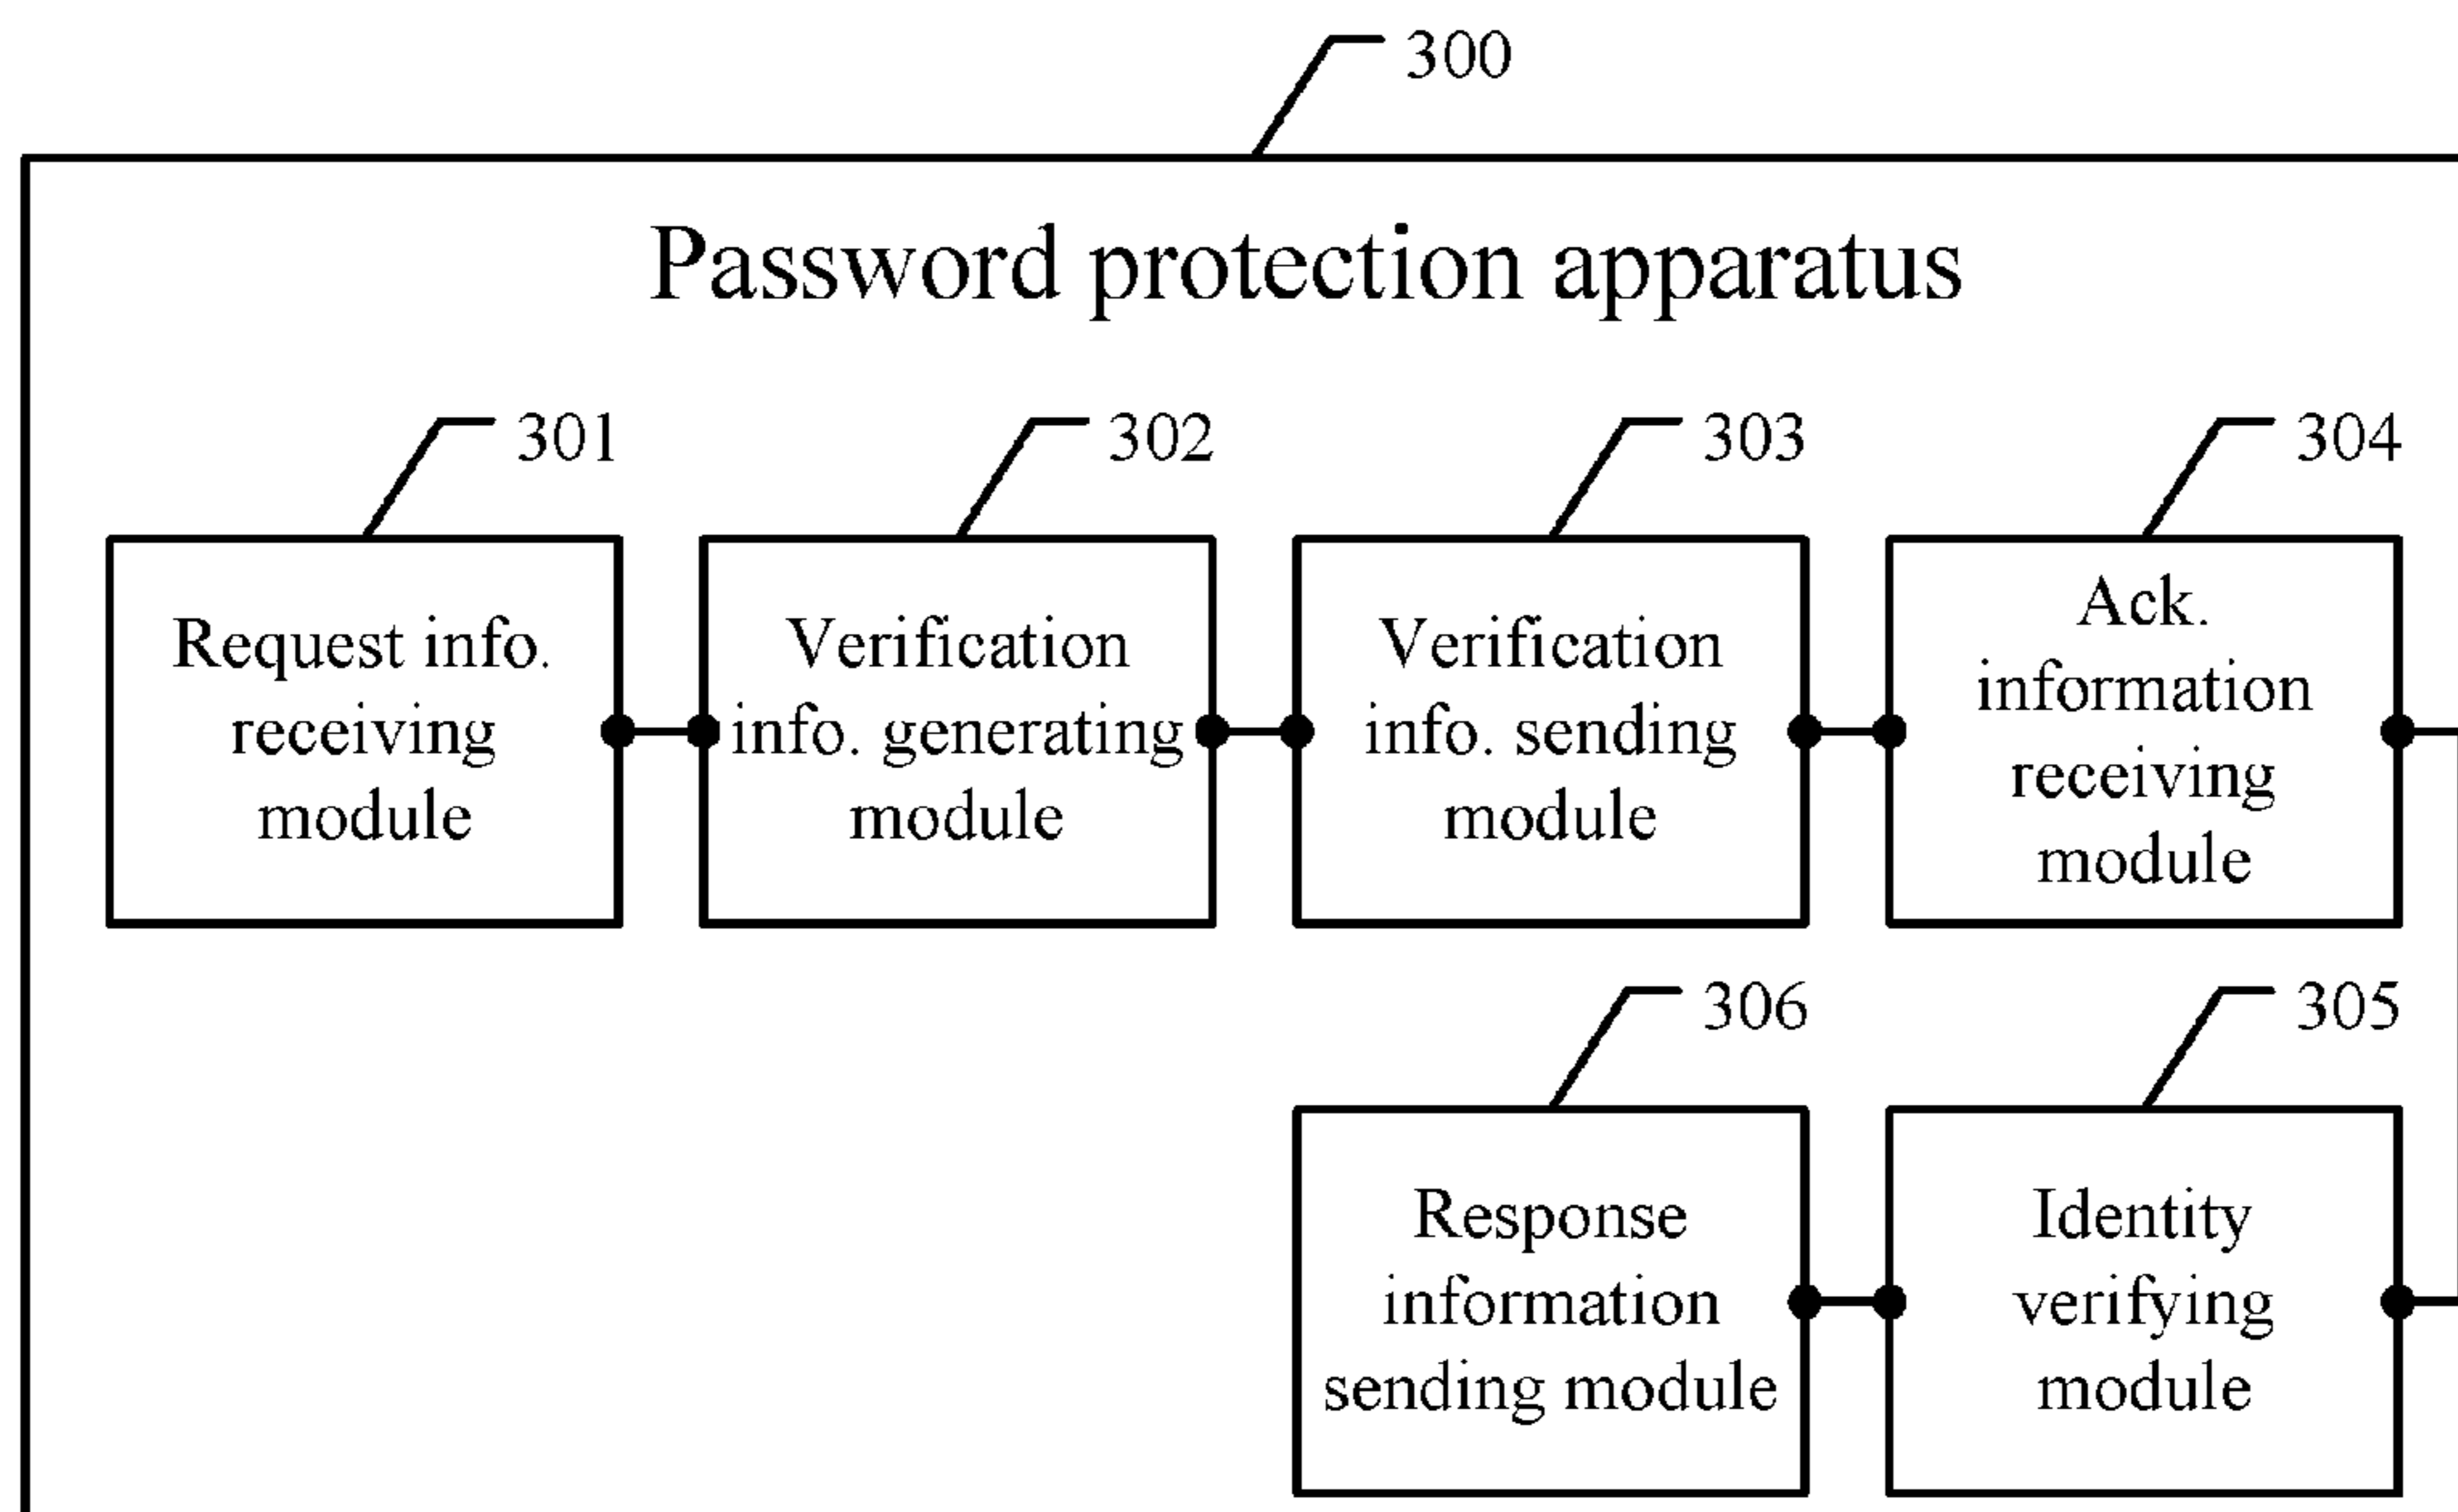 300
Password protection apparatus
301
302
303
304
Request info.
receiving
module
Verification
info. generating
module
Verification
info. sending
module
Ack.
information
receiving
module
306
305
Response
information
sending module
Identity
verifying
module